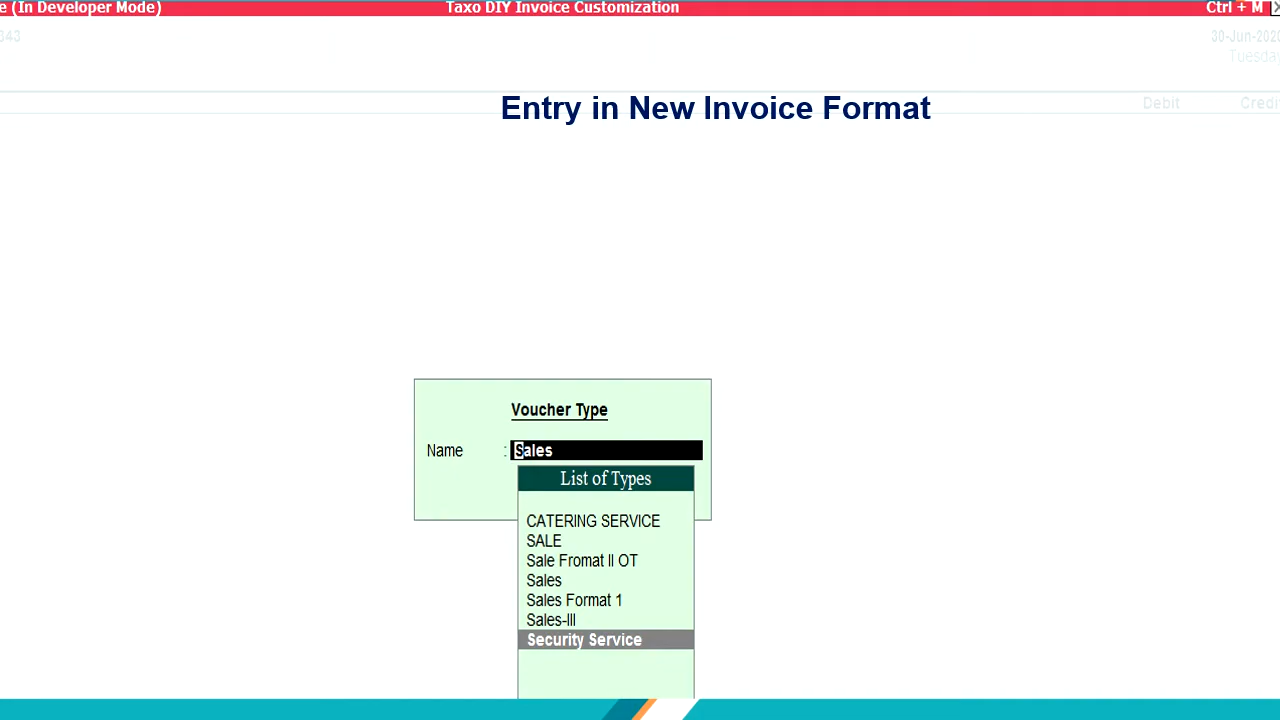 e (In Developer Mode) Taxo DIY Invoice Customization Ctrl + M
343 30-Jun-2020
Tuesday
Entry in New Invoice Format Debit Credi
Voucher Type
Name : Sales
List of Types
CATERING SERVICE
SALE
Sale Fromat II OT
Sales
Sales Format 1
Sales-III
Security Service